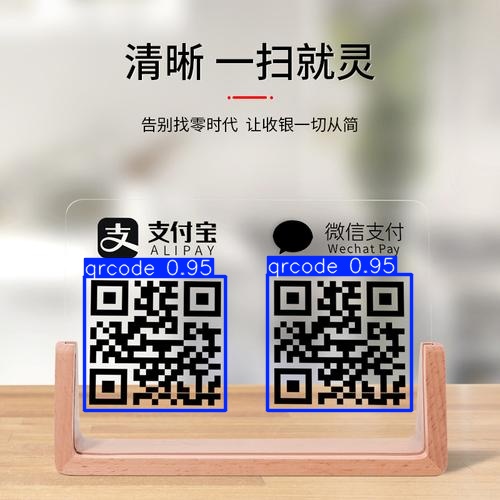 清晰 一扫就灵
告别找零时代 让收银一切从简
支 支付宝
ALIPAY
微信支付
Wechat Pay
qrcode 0.95
qrcode 0.95